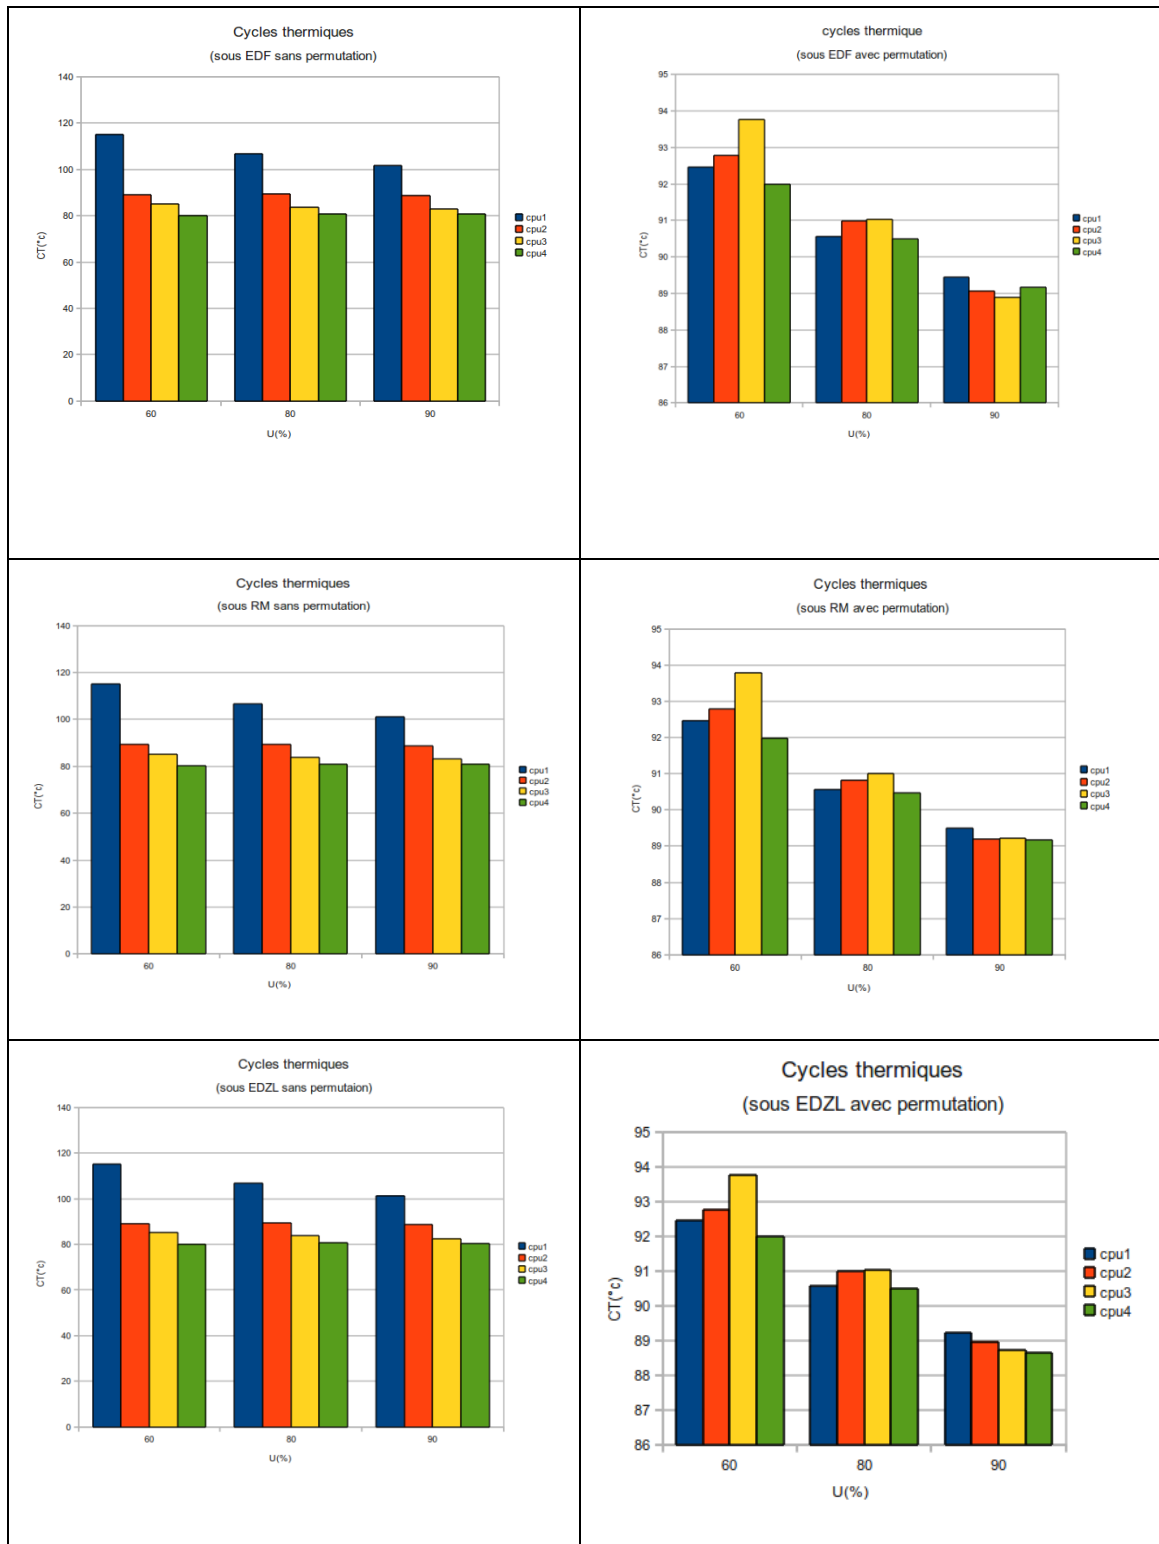 Cycles thermiques
(sous EDF sans permutation)
140
120
100
80
60
40
20
0
CT(°c)
60
80
90
U(%)
cpu1
cpu2
cpu3
cpu4
cycles thermique
(sous EDF avec permutation)
95
94
93
92
91
90
89
88
87
86
CT(°c)
60
80
90
U(%)
cpu1
cpu2
cpu3
cpu4
Cycles thermiques
(sous RM sans permutation)
140
120
100
80
60
40
20
0
CT(°c)
60
80
90
U(%)
cpu1
cpu2
cpu3
cpu4
Cycles thermiques
(sous RM avec permutation)
95
94
93
92
91
90
89
88
87
86
CT(°c)
60
80
90
U(%)
cpu1
cpu2
cpu3
cpu4
Cycles thermiques
(sous EDZL sans permutaion)
140
120
100
80
60
40
20
0
CT(°c)
60
80
90
U(%)
cpu1
cpu2
cpu3
cpu4
Cycles thermiques
(sous EDZL avec permutation)
95
94
93
92
91
90
89
88
87
86
CT(°c)
60
80
90
U(%)
cpu1
cpu2
cpu3
cpu4